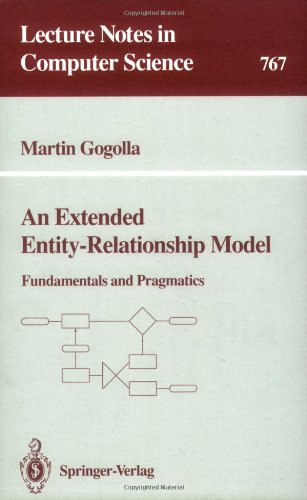 Lecture Notes in
Computer Science 767
Martin Gogolla
An Extended
Entity-Relationship Model
Fundamentals and Pragmatics
Springer-Verlag